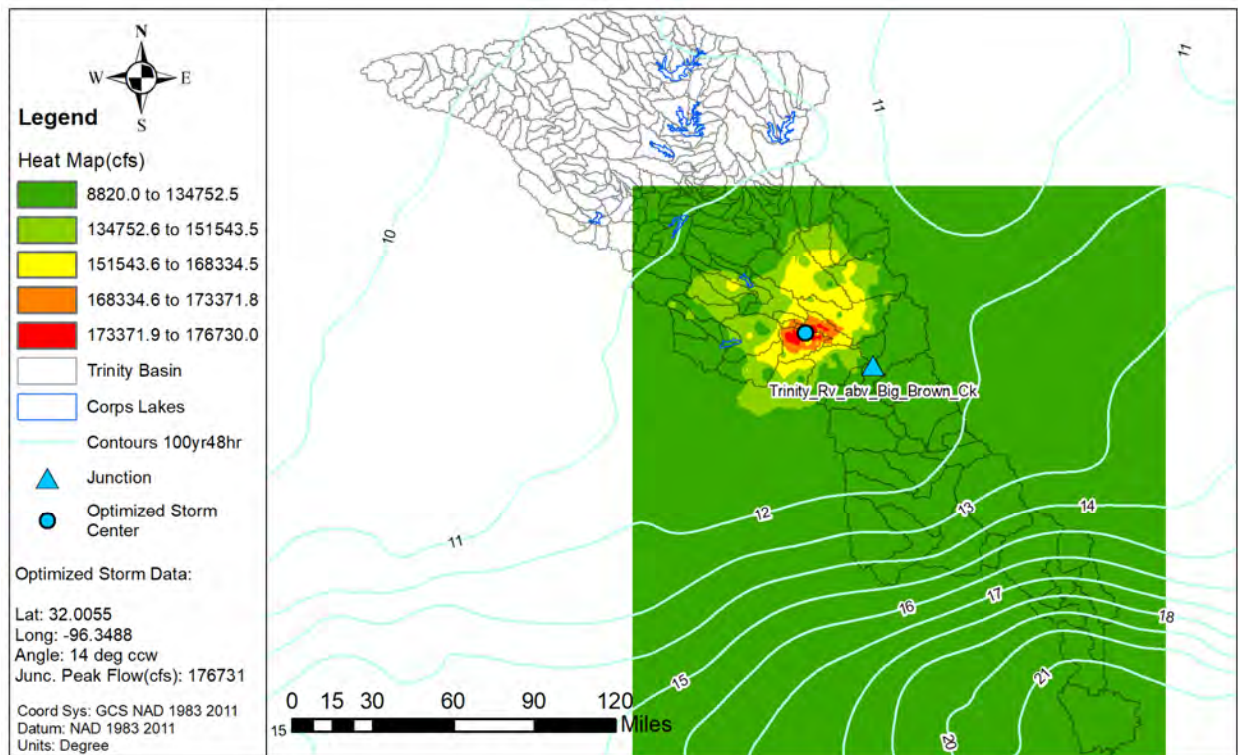 N
W E
S
Legend
Heat Map(cfs)
8820.0 to 134752.5
134752.6 to 151543.5
151543.6 to 168334.5
168334.6 to 173371.8
173371.9 to 176730.0
Trinity Basin
Corps Lakes
Contours 100yr48hr
Junction
Optimized Storm
Center
Optimized Storm Data:
Lat: 32.0055
Long: -96.3488
Angle: 14 deg ccw
Junc. Peak Flow(cfs): 176731
Coord Sys: GCS NAD 1983 2011
Datum: NAD 1983 2011
Units: Degree
11
11
10
Trinity_Rv_abv_Big_Brown_Ck
12
13
14
11
16
17
18
15
21
20
15
0 15 30 60 90 120
Miles